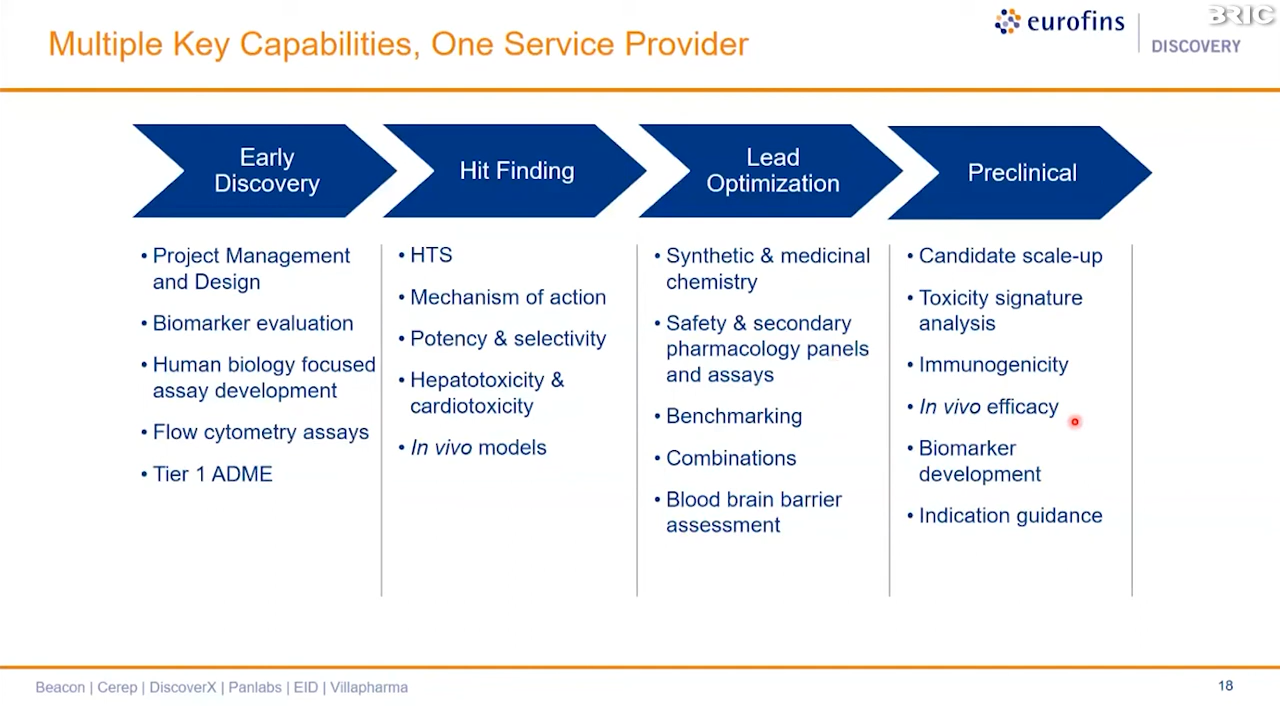 Multiple Key Capabilities, One Service Provider
eurofins
DISCOVERY
BRIC
Early
Discovery
Hit Finding
Lead
Optimization
Preclinical
• Project Management
and Design
• Biomarker evaluation
• Human biology focused
assay development
• Flow cytometry assays
• Tier 1 ADME
• HTS
• Mechanism of action
• Potency & selectivity
• Hepatotoxicity &
cardiotoxicity
• In vivo models
• Synthetic & medicinal
chemistry
• Safety & secondary
pharmacology panels
and assays
• Benchmarking
• Combinations
• Blood brain barrier
assessment
• Candidate scale-up
• Toxicity signature
analysis
• Immunogenicity
• In vivo efficacy
• Biomarker
development
• Indication guidance
Beacon | Cerep | DiscoverX | Panlabs | EID | Villapharma
18